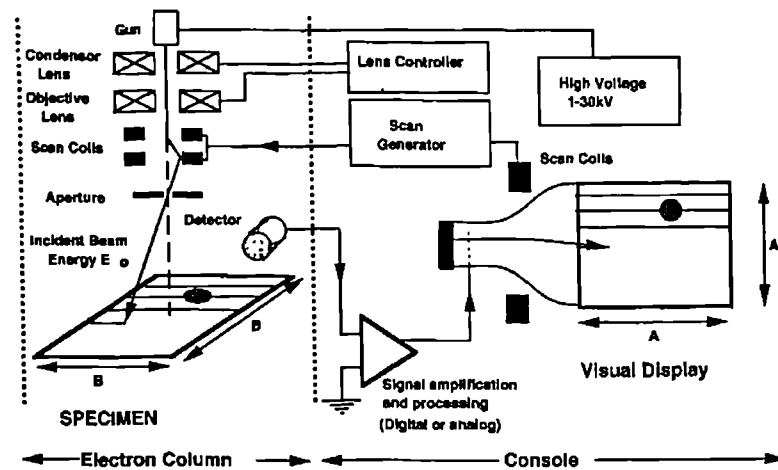 Gun
Condensor
Lens
Objective
Lens
Scan Coils
Aperture
Detector
Incident Beam
Energy E o
B
B
SPECIMEN
Electron Column
Lens Controller
High Voltage
1-30kV
Scan
Generator
Scan Coils
A
A
Visual Display
Signal amplification
and processing
(Digital or analog)
Console